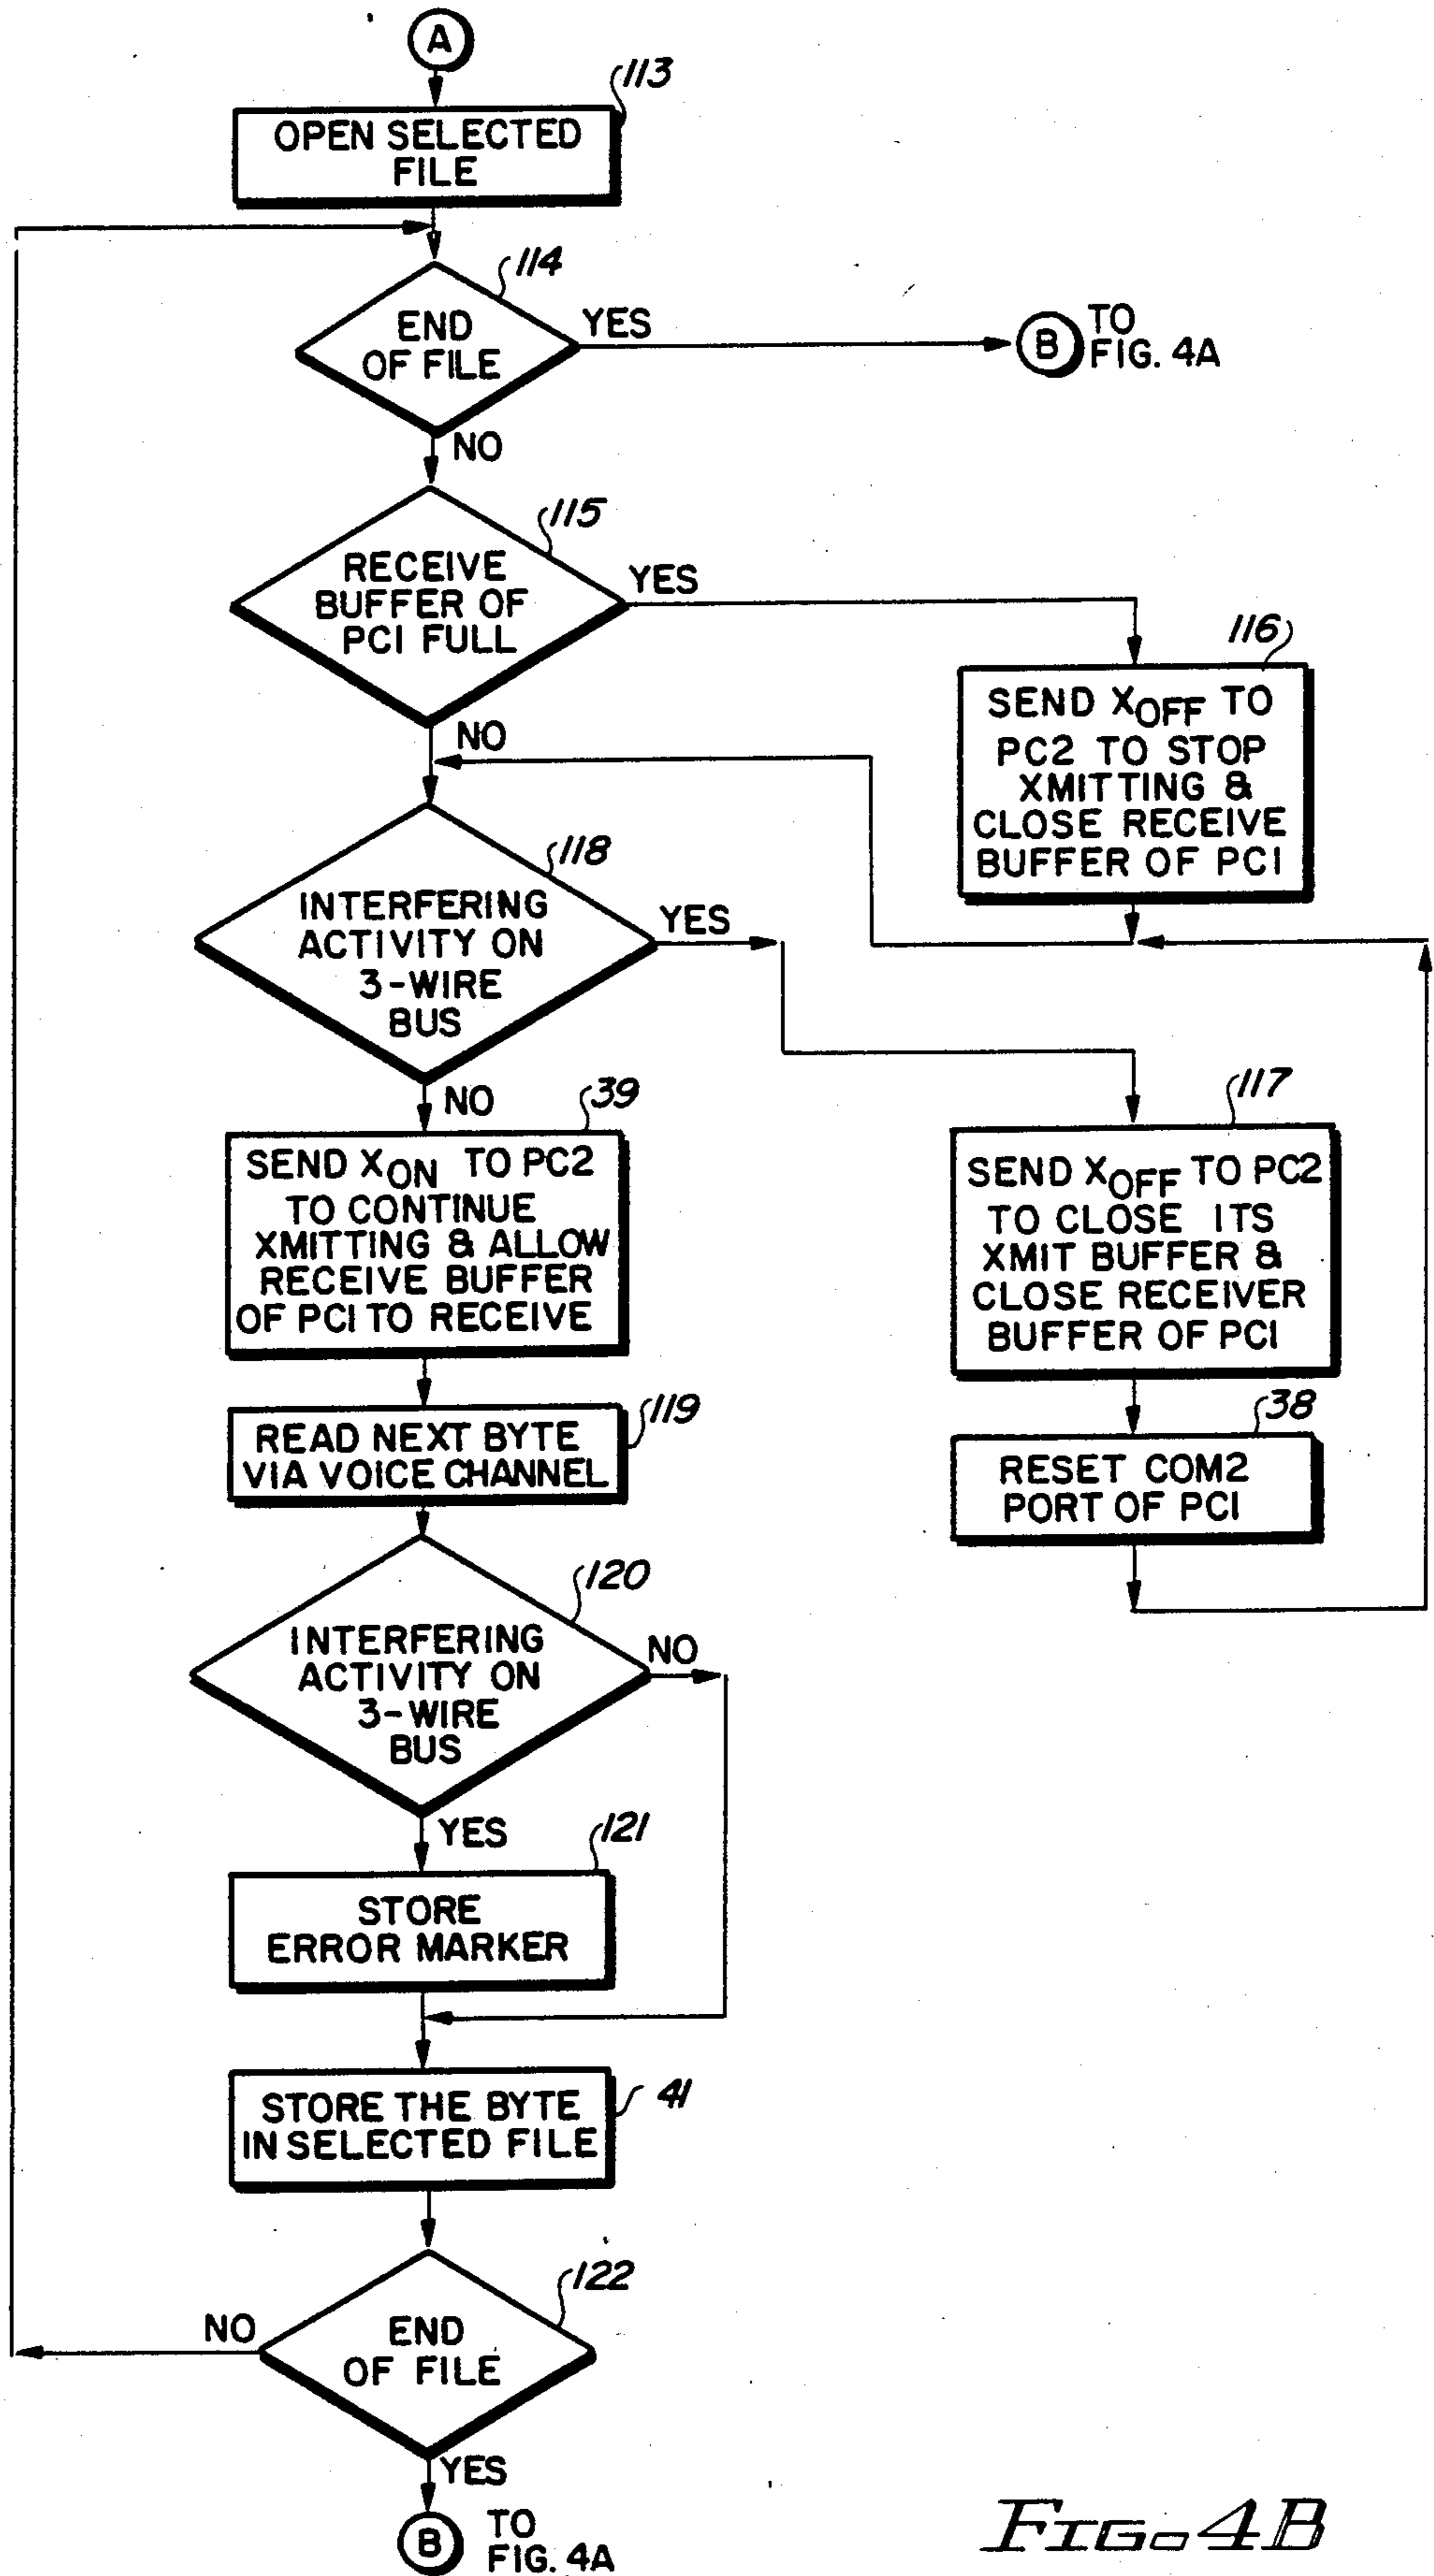 A
113
OPEN SELECTED
FILE
114
END
OF FILE
YES
B
TO
FIG. 4A
NO
115
RECEIVE
BUFFER OF
PC1 FULL
YES
116
SEND XOFF TO
PC2 TO STOP
XMITTING &
CLOSE RECEIVE
BUFFER OF PC1
NO
118
INTERFERING
ACTIVITY ON
3-WIRE
BUS
YES
117
SEND XOFF TO PC2
TO CLOSE ITS
XMIT BUFFER &
CLOSE RECEIVER
BUFFER OF PC1
NO
39
SEND XON TO PC2
TO CONTINUE
XMITTING & ALLOW
RECEIVE BUFFER
OF PC1 TO RECEIVE
38
RESET COM2
PORT OF PC1
119
READ NEXT BYTE
VIA VOICE CHANNEL
120
INTERFERING
ACTIVITY ON
3-WIRE
BUS
NO
YES
121
STORE
ERROR MARKER
41
STORE THE BYTE
IN SELECTED FILE
122
END
OF FILE
NO
YES
B
TO
FIG. 4A
FIG. 4B